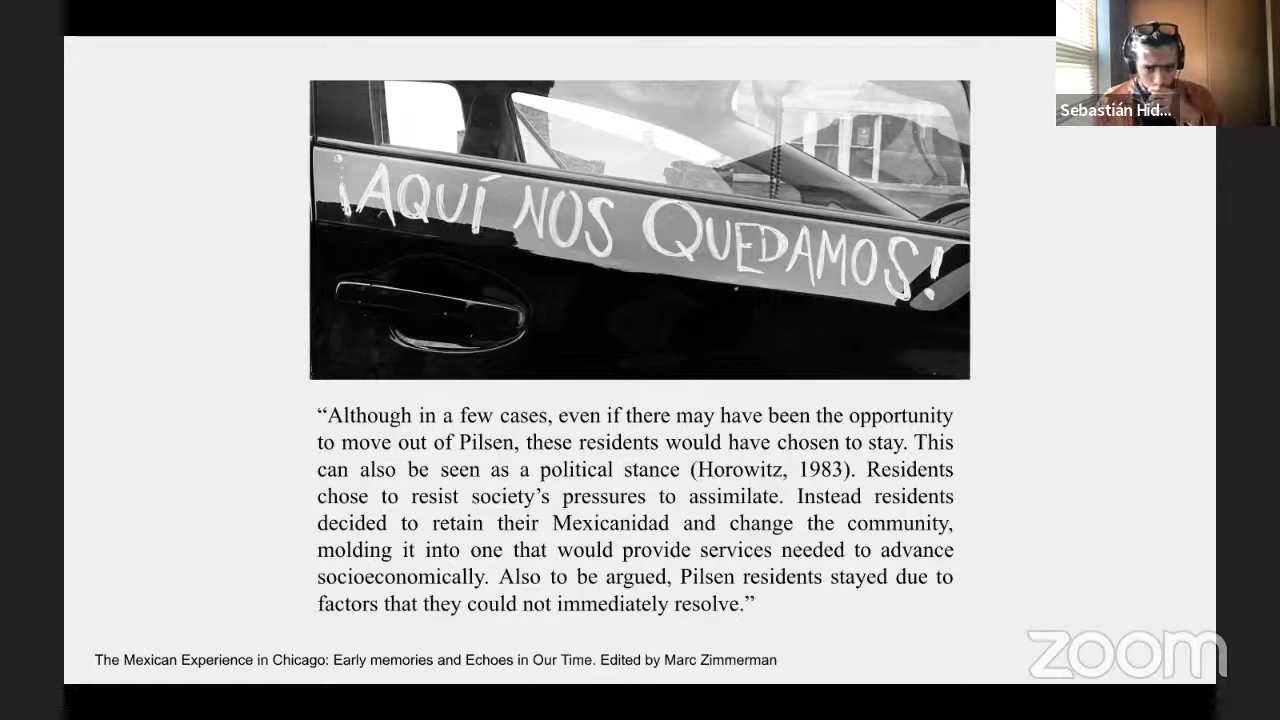 Sebastián Hid...
¡AQUÍ NOS QUEDAMOS!
“Although in a few cases, even if there may have been the opportunity
to move out of Pilsen, these residents would have chosen to stay. This
can also be seen as a political stance (Horowitz, 1983). Residents
chose to resist society’s pressures to assimilate. Instead residents
decided to retain their Mexicanidad and change the community,
molding it into one that would provide services needed to advance
socioeconomically. Also to be argued, Pilsen residents stayed due to
factors that they could not immediately resolve.”
The Mexican Experience in Chicago: Early memories and Echoes in Our Time. Edited by Marc Zimmerman
zoom